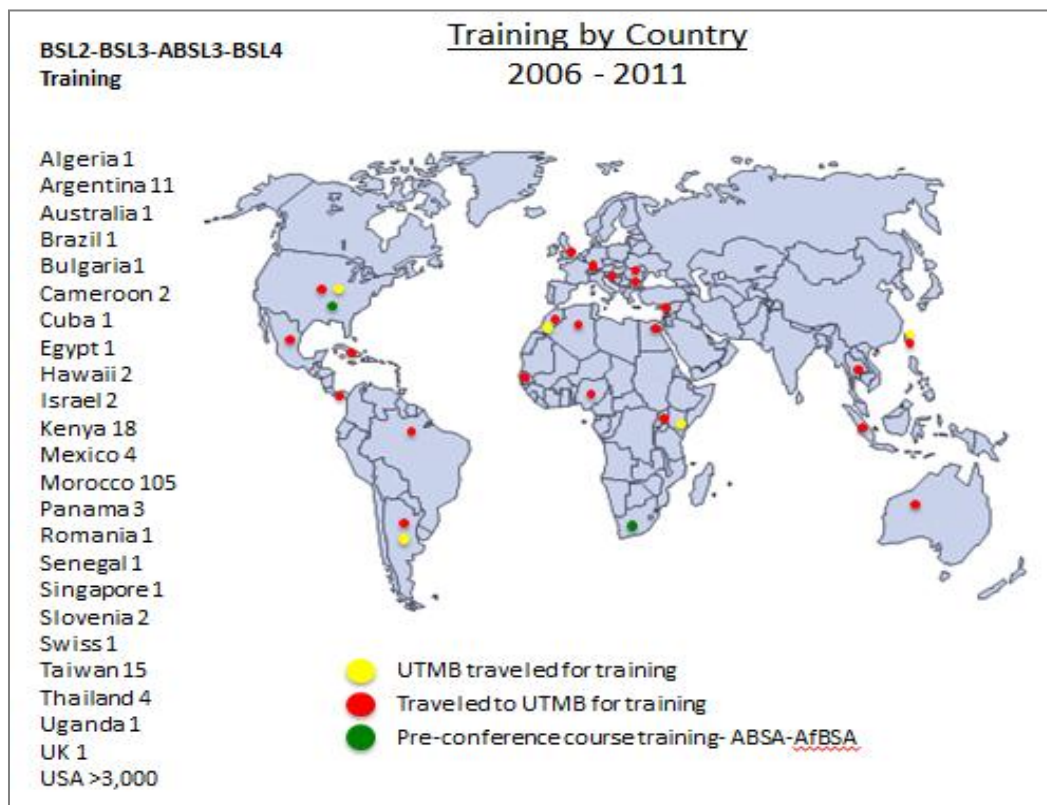 Training by Country
2006 - 2011
BSL2-BSL3-ABSL3-BSL4
Training
Algeria 1
Argentina 11
Australia 1
Brazil 1
Bulgaria 1
Cameroon 2
Cuba 1
Egypt 1
Hawaii 2
Israel 2
Kenya 18
Mexico 4
Morocco 105
Panama 3
Romania 1
Senegal 1
Singapore 1
Slovenia 2
Swiss 1
Taiwan 15
Thailand 4
Uganda 1
UK 1
USA >3,000
UTMB traveled for training
Traveled to UTMB for training
Pre-conference course training- ABSA-AfBSA